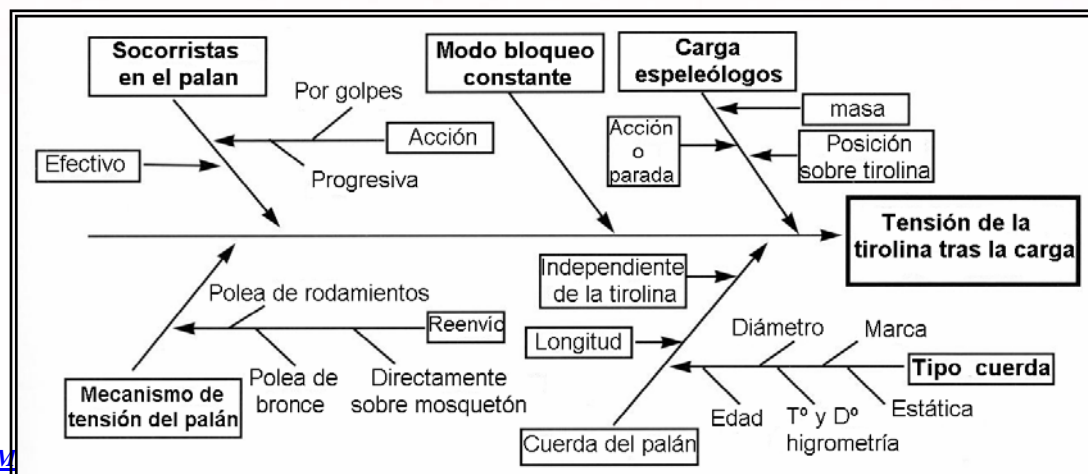 Socorristas
en el palan
Modo bloqueo
constante
Carga
espeleólogos
Por golpes
Acción
Efectivo
Progresiva
masa
Acción
o
parada
Posición
sobre tirolina
Tensión de la
tirolina tras la carga
Independiente
de la tirolina
Polea de rodamientos
Reenvío
Longitud
Diámetro
Marca
Tipo cuerda
Mecanismo de
tensión del palán
Polea de
bronce
Directamente
sobre mosquetón
Edad
Tº y Dº
higrometría
Estática
Cuerda del palán
M